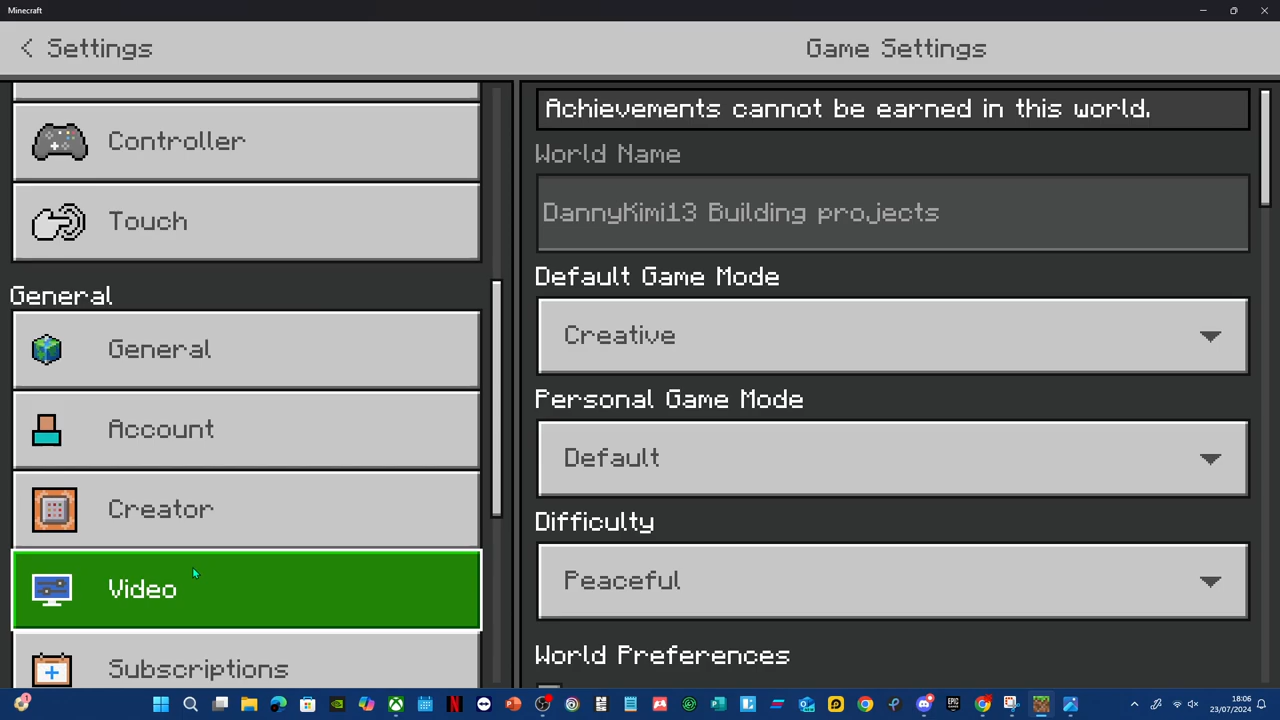 Minecraft
Settings
Game Settings
Controller
Touch
General
General
Account
Creator
Video
Subscriptions
Achievements cannot be earned in this world.
World Name
DannyKimi13 Building projects
Default Game Mode
Creative
Personal Game Mode
Default
Difficulty
Peaceful
World Preferences
18:06
23/07/2024